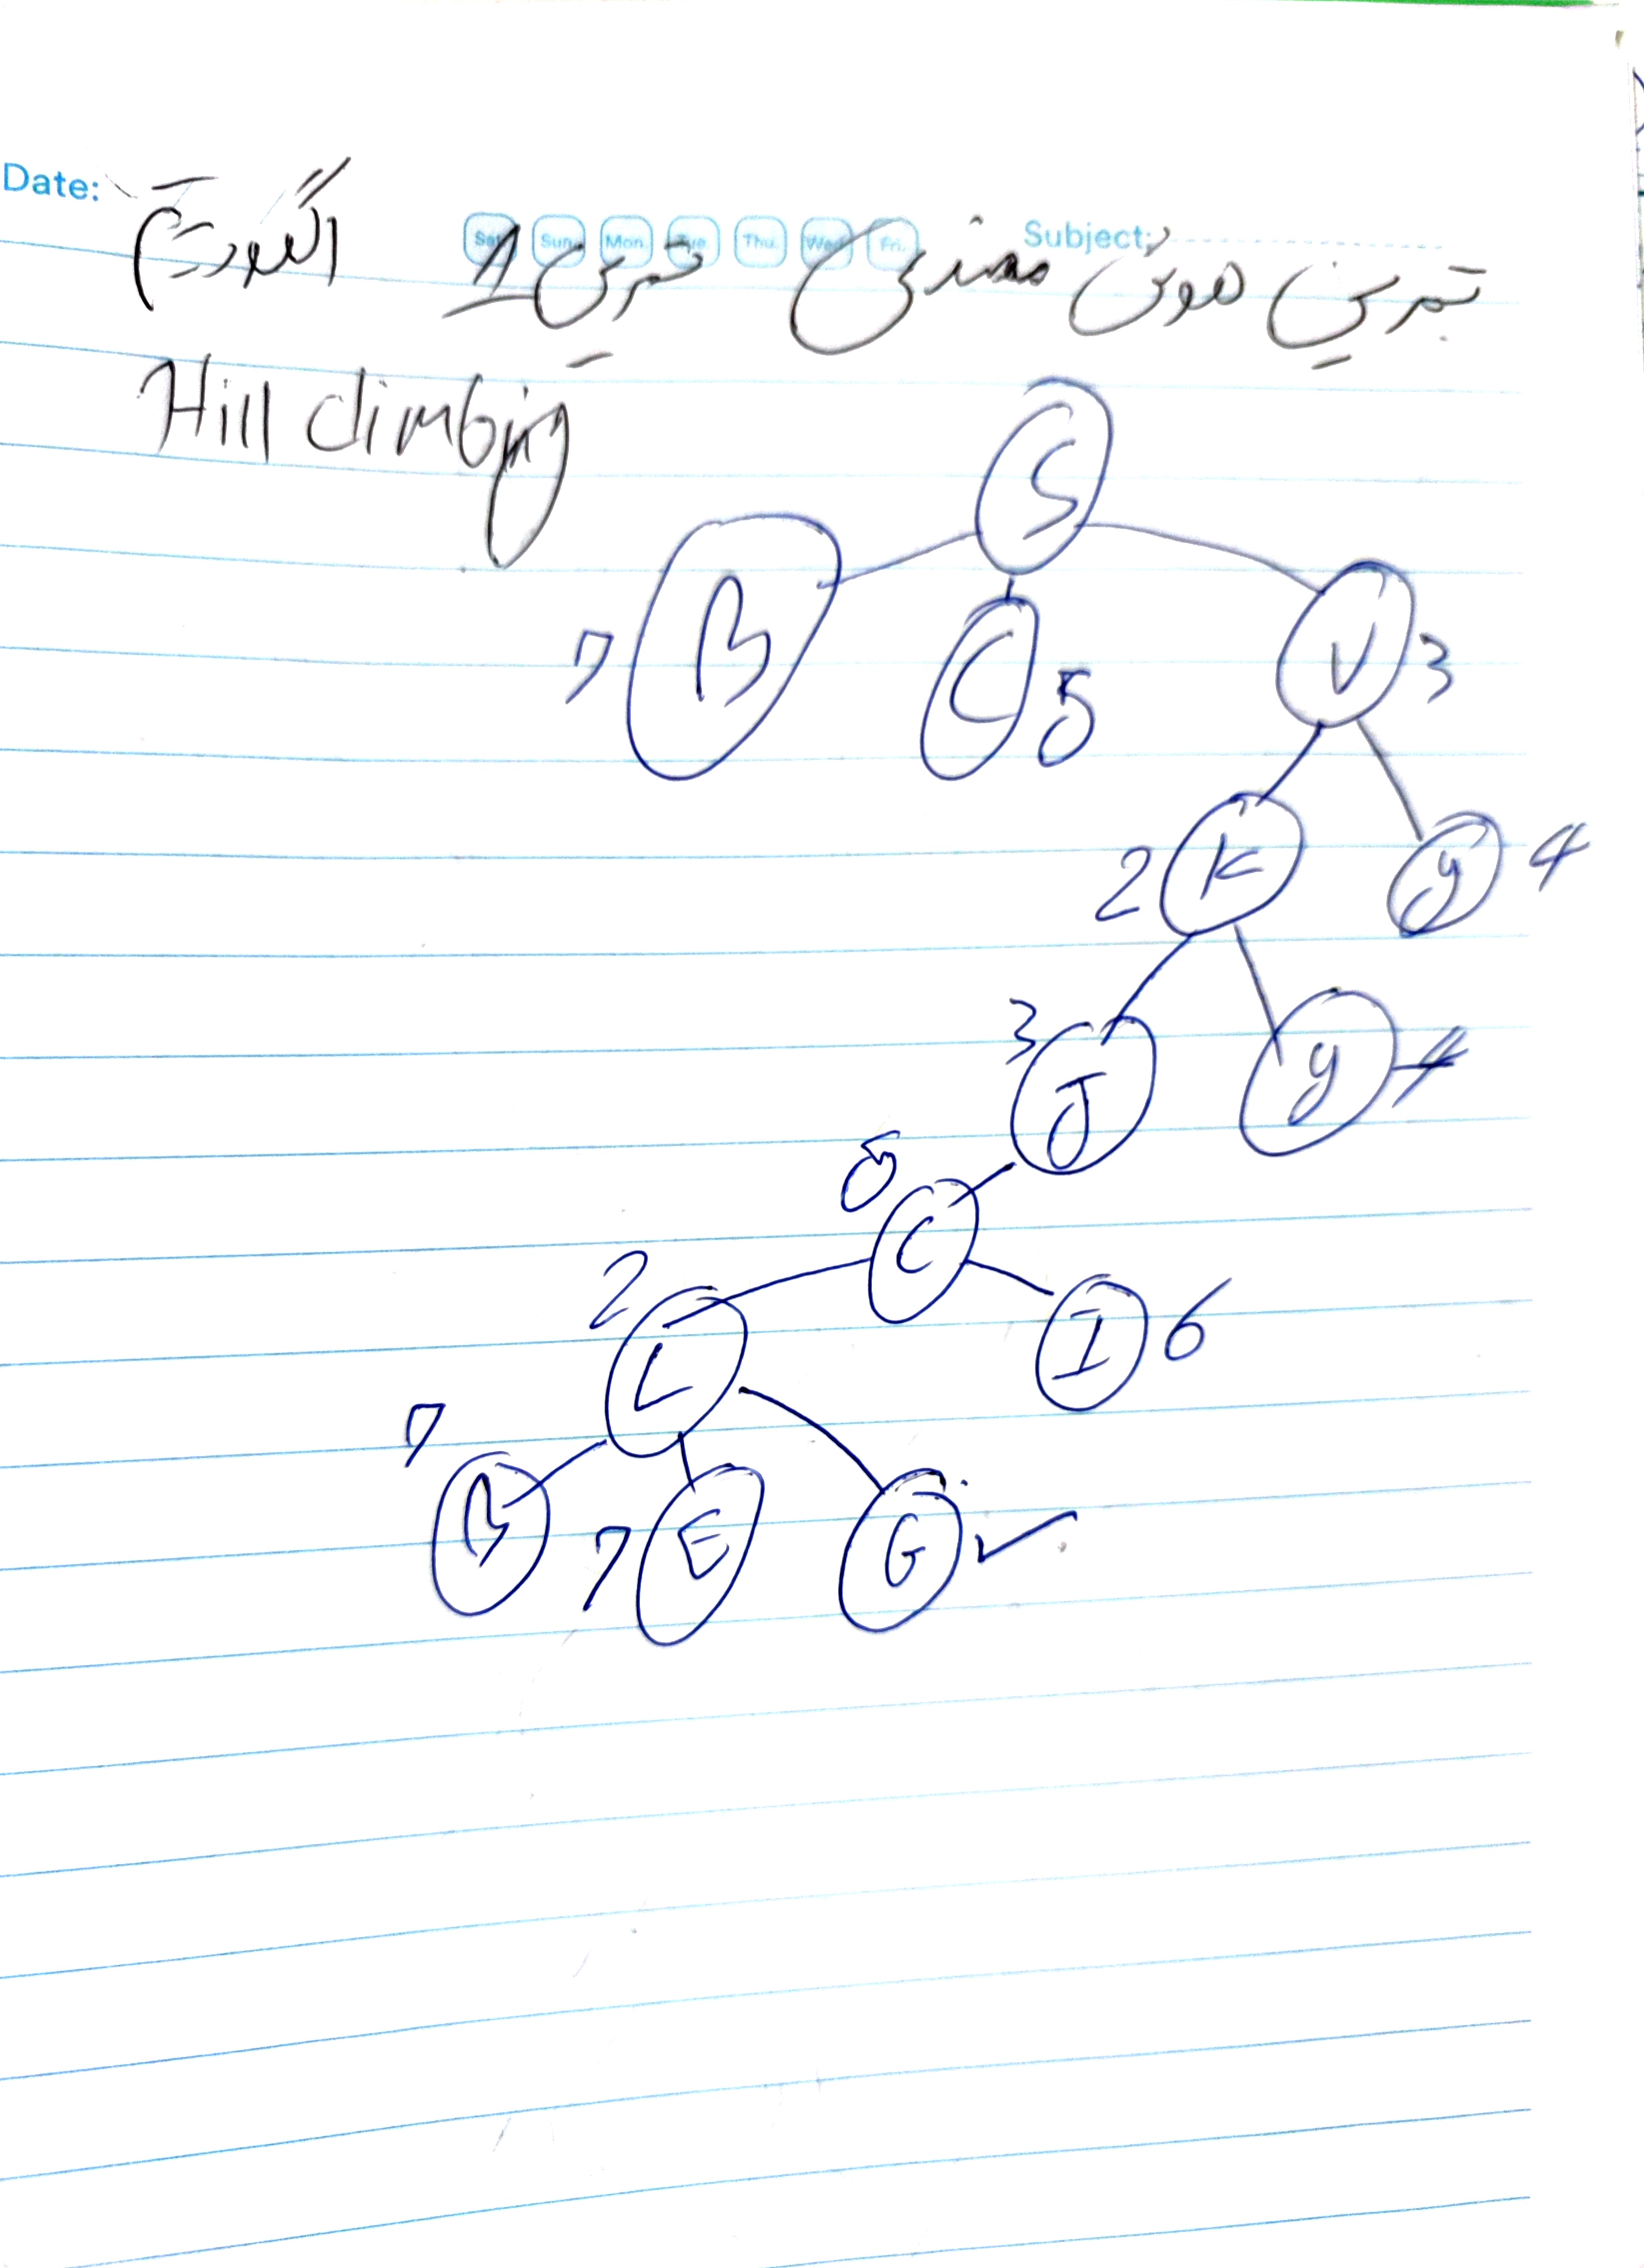 Date:
Sat. Sun. Mon. Tue. Thu. Wed. Fri. Subject:
تمرین هوش مصنوعی تمرین 1 الگوریتم
Hill climbing
S
7 B C 5 V 3
2 K y 4
3 J y 4
5 C
2 L I 6
7 B 7 E G ✓